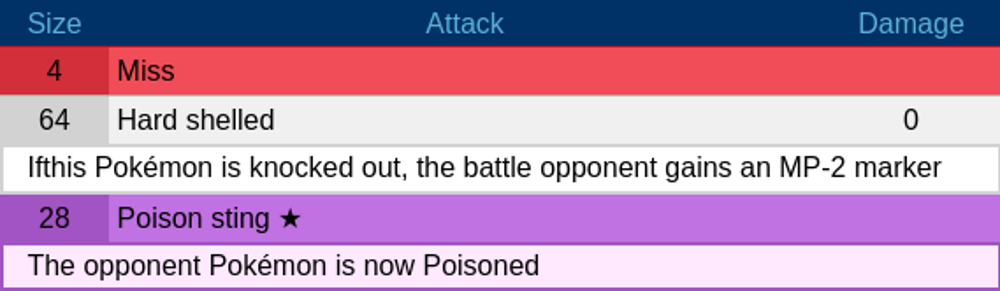 Size Attack Damage
4 Miss
64 Hard shelled 0
Ifthis Pokémon is knocked out, the battle opponent gains an MP-2 marker
28 Poison sting ★
The opponent Pokémon is now Poisoned